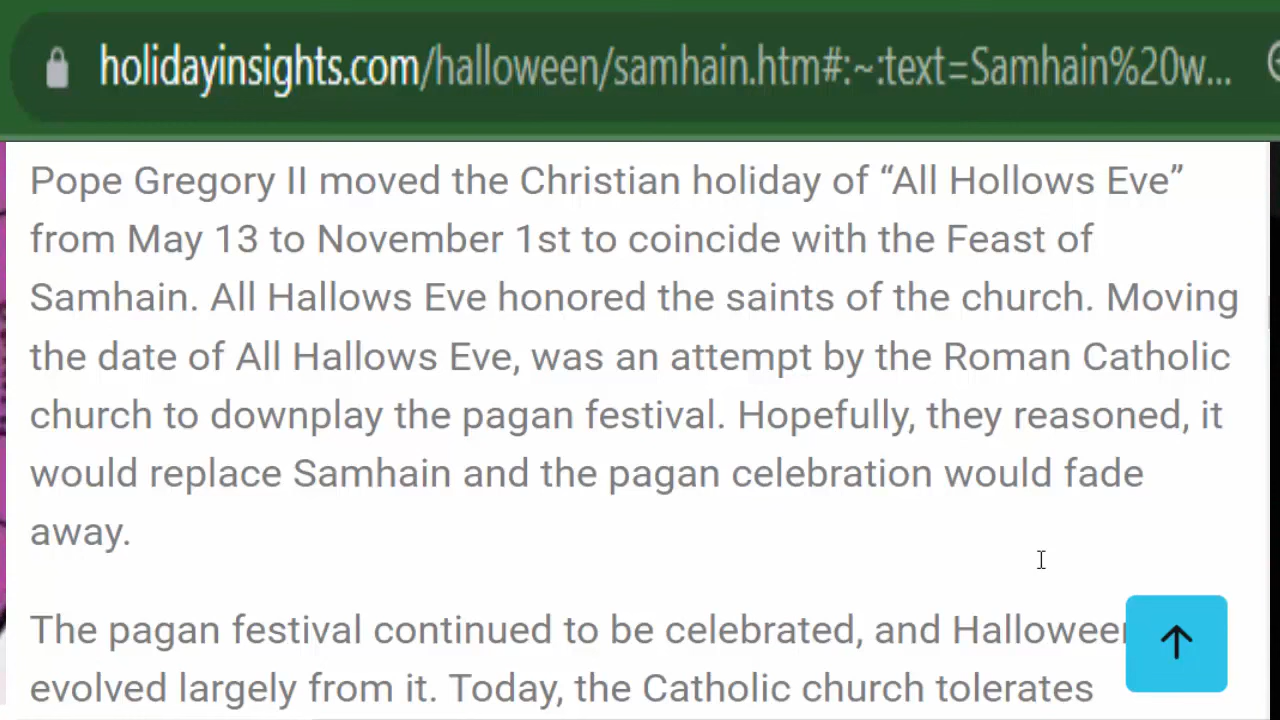 holidayinsights.com/halloween/samhain.htm#:~:text=Samhain%20w...
Pope Gregory II moved the Christian holiday of “All Hollows Eve”
from May 13 to November 1st to coincide with the Feast of
Samhain. All Hallows Eve honored the saints of the church. Moving
the date of All Hallows Eve, was an attempt by the Roman Catholic
church to downplay the pagan festival. Hopefully, they reasoned, it
would replace Samhain and the pagan celebration would fade
away.
The pagan festival continued to be celebrated, and Halloween
evolved largely from it. Today, the Catholic church tolerates